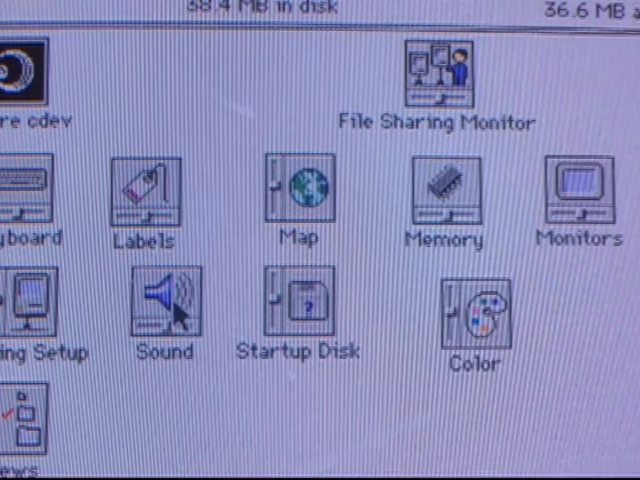 38.4 MB in disk 36.6 MB a
re cdev File Sharing Monitor
yboard Labels Map Memory Monitors
?
ing Setup Sound Startup Disk Color
ews